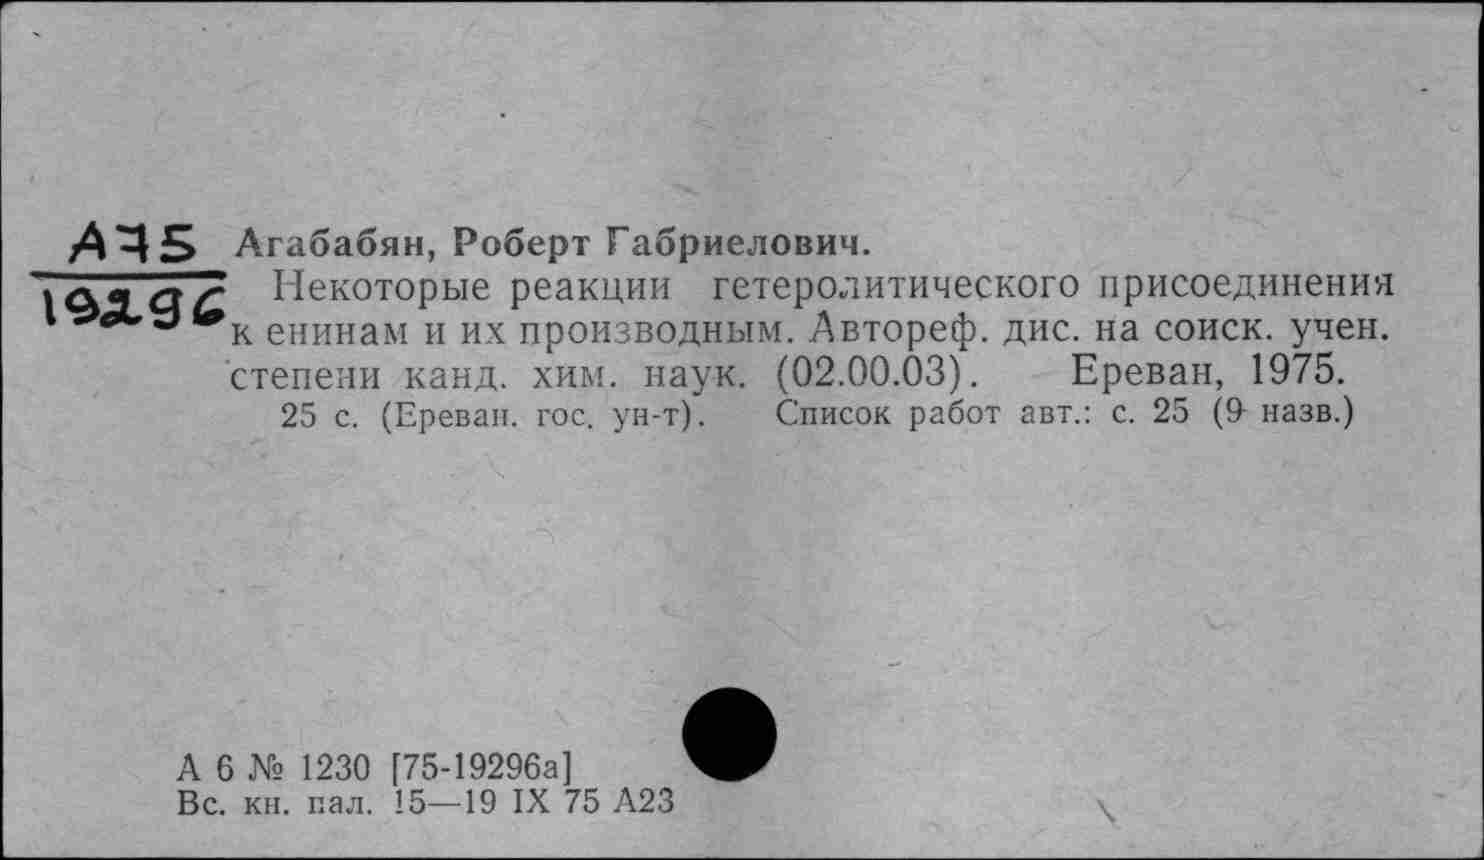 А75 Агабабян, Роберт Габриелович.
19296 Некоторые реакции гетеролитического присоединения
к енинам и их производным. Автореф. дис. на соиск. учен.
степени канд. хим. наук. (02.00.03). Ереван, 1975.
25 с. (Ереван. гос. ун-т). Список работ авт.: с. 25 (9 назв.)
А 6 № 1230 [75-19296а]
Вс. кн. пал. 15—19 IX 75 А23